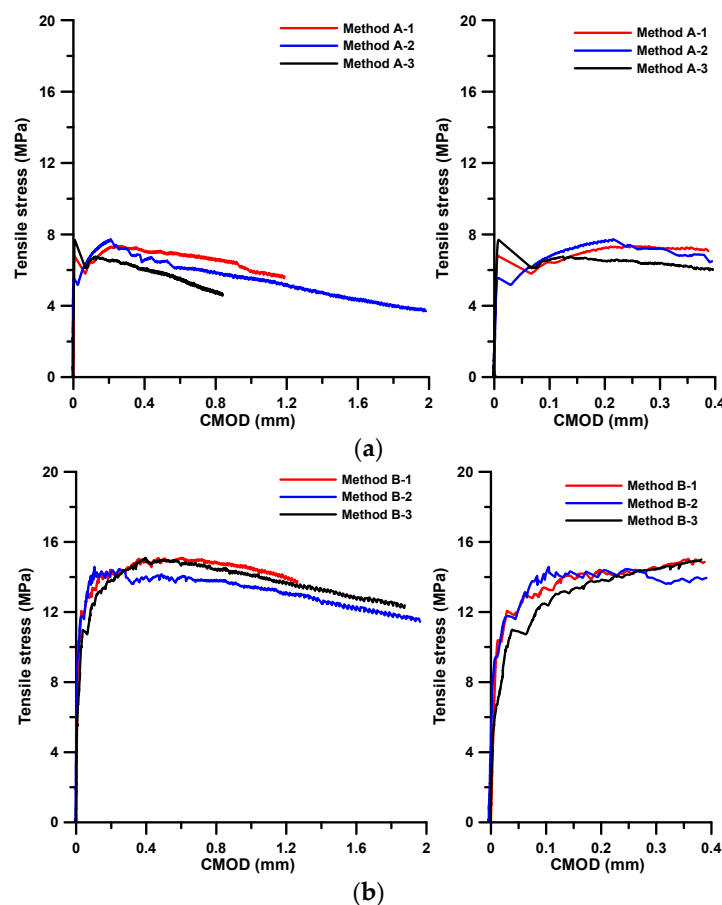 Method A-1
Method A-2
Method A-3
Tensile stress (MPa)
20
16
12
8
4
0
0 0.4 0.8 1.2 1.6 2
CMOD (mm)
Method A-1
Method A-2
Method A-3
Tensile stress (MPa)
20
16
12
8
4
0
0 0.1 0.2 0.3 0.4
CMOD (mm)
(a)
Method B-1
Method B-2
Method B-3
Tensile stress (MPa)
20
16
12
8
4
0
0 0.4 0.8 1.2 1.6 2
CMOD (mm)
Method B-1
Method B-2
Method B-3
Tensile stress (MPa)
20
16
12
8
4
0
0 0.1 0.2 0.3 0.4
CMOD (mm)
(b)